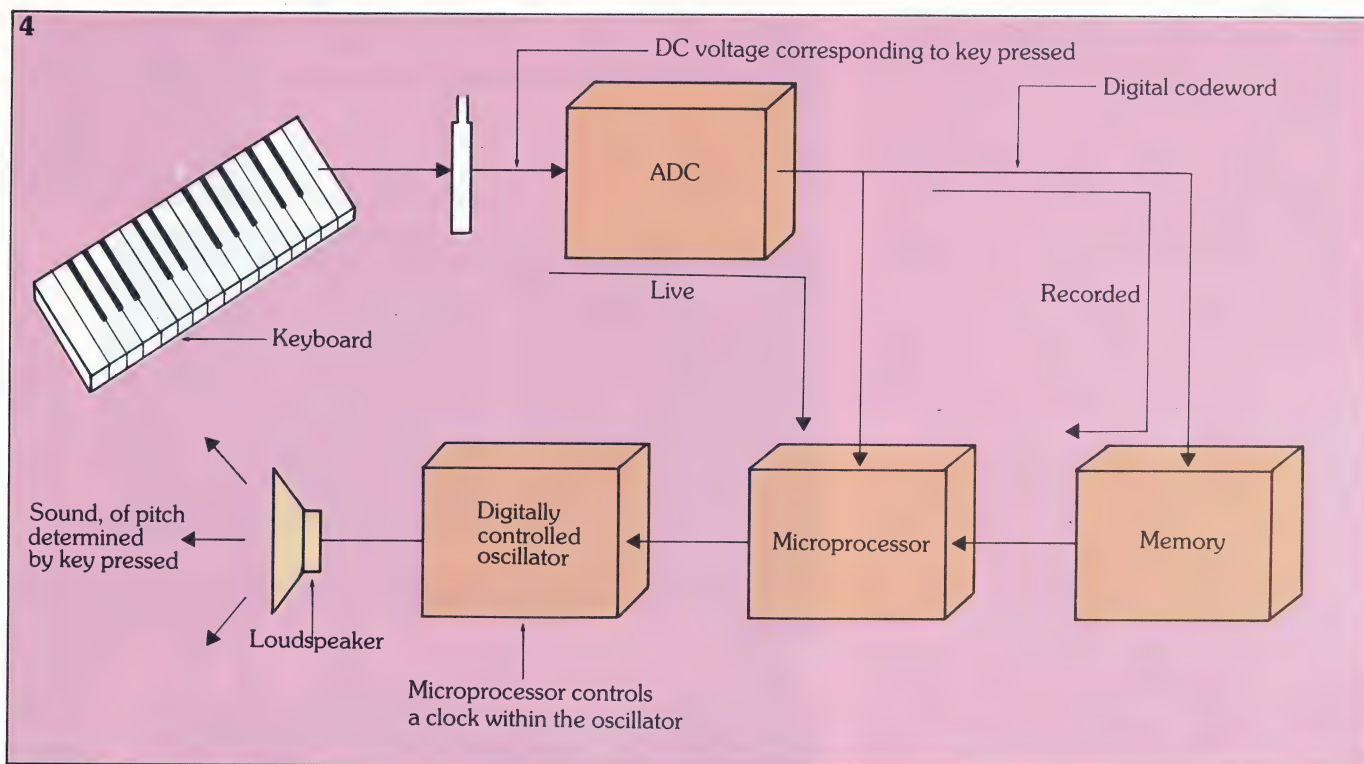 4
DC voltage corresponding to key pressed
Digital codeword
ADC
Live
Recorded
Keyboard
Sound, of pitch
determined
by key pressed
Digitally
controlled
oscillator
Microprocessor
Memory
Loudspeaker
Microprocessor controls
a clock within the oscillator